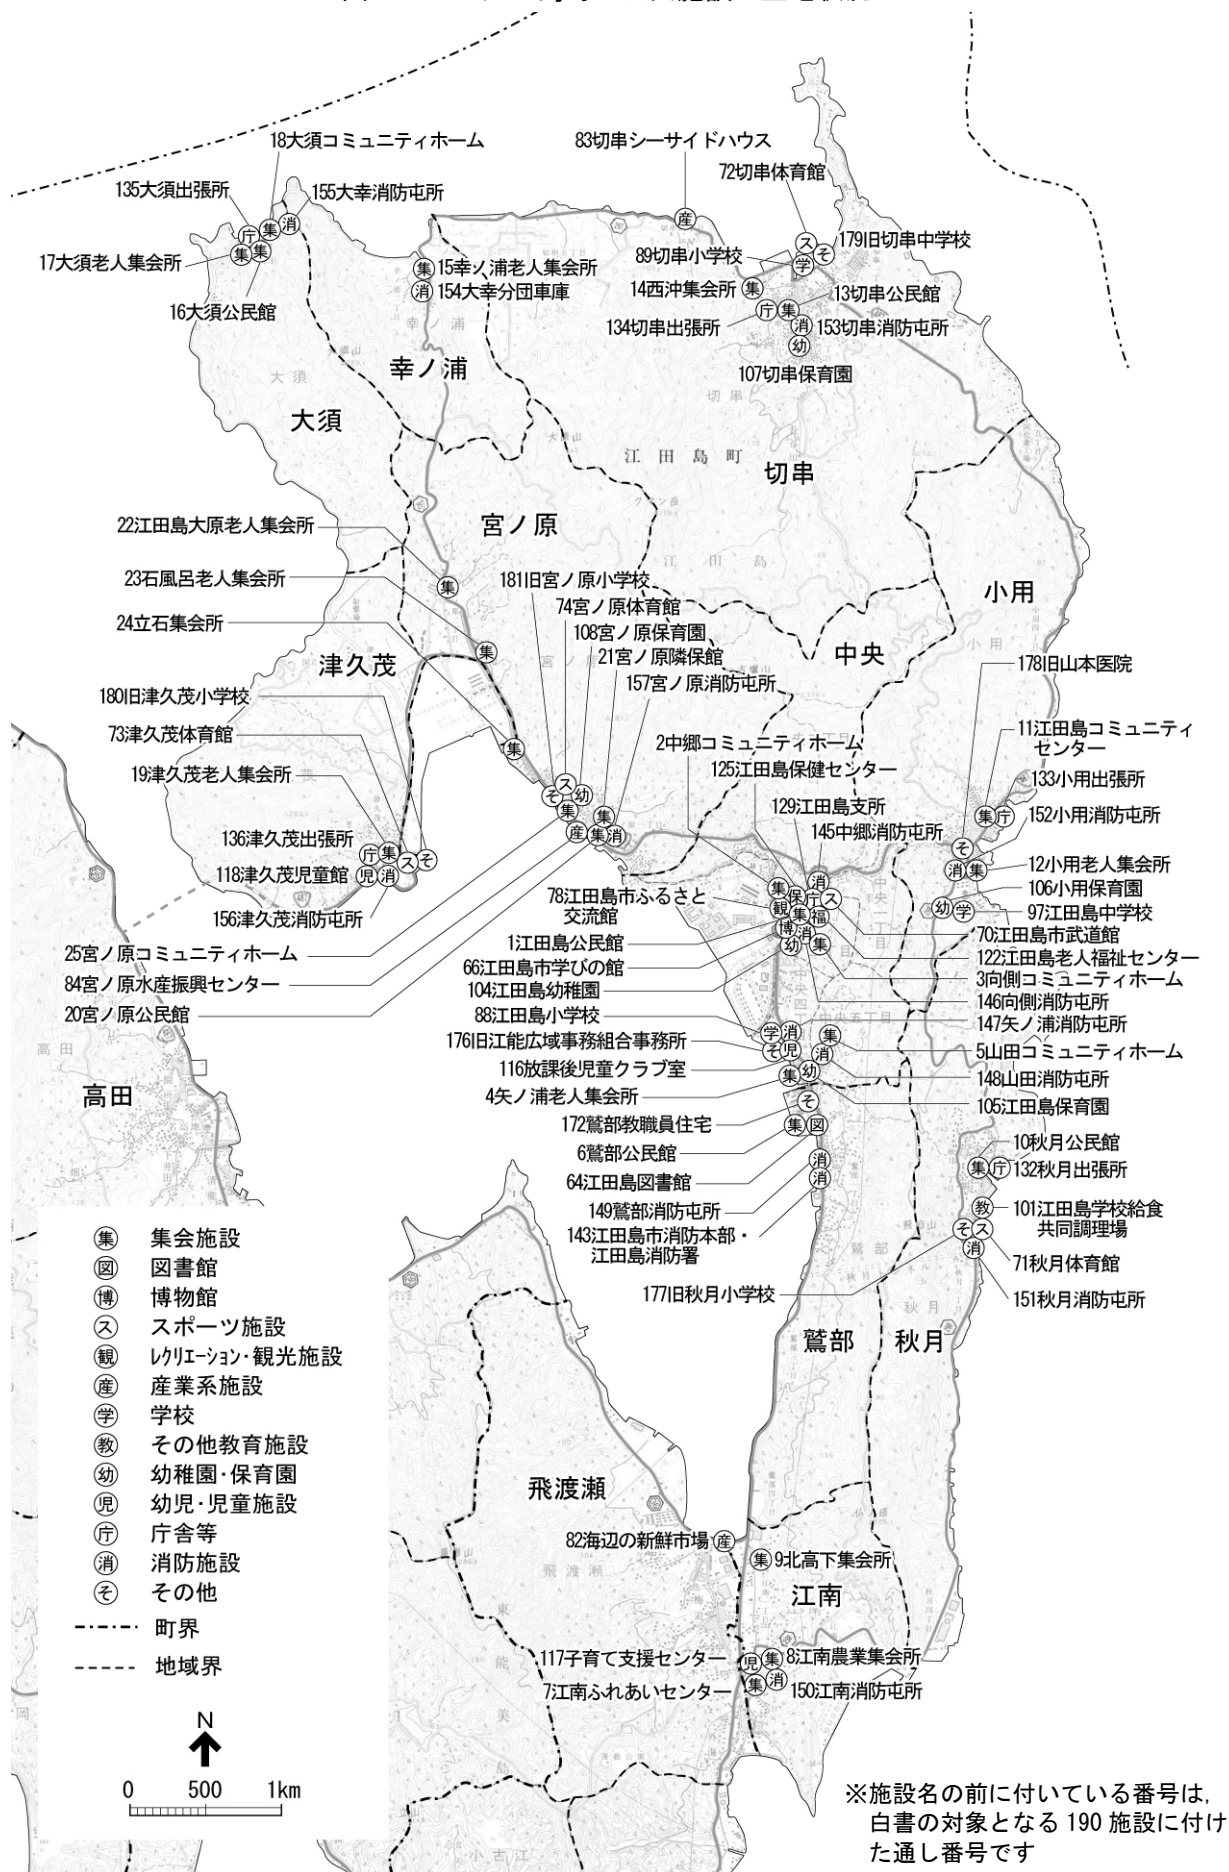 18大須コミュニティホーム
83切串シーサイドハウス
72切串体育館
135大須出張所
155大幸消防屯所
179旧切串中学校
17大須老人集会所
89切串小学校
15幸ノ浦老人集会所
14西沖集会所
13切串公民館
154大幸分団車庫
16大須公民館
134切串出張所
153切串消防屯所
幸ノ浦
107切串保育園
幸ノ浦
大須
切串
大須
江田島町
切串
22江田島大原老人集会所
宮ノ原
江田島
23石風呂老人集会所
181旧宮ノ原小学校
74宮ノ原体育館
小用
24立石集会所
108宮ノ原保育園
21宮ノ原隣保館
中央
小用
津久茂
178旧山本医院
157宮ノ原消防屯所
180旧津久茂小学校
11江田島コミュニティ
センター
73津久茂体育館
2中郷コミュニティホーム
125江田島保健センター
19津久茂老人集会所
133小用出張所
129江田島支所
152小用消防屯所
145中郷消防屯所
136津久茂出張所
12小用老人集会所
118津久茂児童館
106小用保育園
78江田島市ふるさと
交流館
156津久茂消防屯所
97江田島中学校
70江田島市武道館
1江田島公民館
25宮ノ原コミュニティホーム
122江田島老人福祉センター
66江田島市学びの館
3向側コミュニティホーム
84宮ノ原水産振興センター
104江田島幼稚園
146向側消防屯所
20宮ノ原公民館
88江田島小学校
中央五丁目
147矢ノ浦消防屯所
176旧江能広域事務組合事務所
5山田コミュニティホーム
高田
116放課後児童クラブ室
148山田消防屯所
高田
4矢ノ浦老人集会所
105江田島保育園
172鷲部教職員住宅
10秋月公民館
6鷲部公民館
132秋月出張所
64江田島図書館
149鷲部消防屯所
101江田島学校給食
共同調理場
143江田島市消防本部・
江田島消防署
鷲部
71秋月体育館
177旧秋月小学校
151秋月消防屯所
秋月
鷲部
秋月
集 集会施設
図 図書館
博 博物館
ス スポーツ施設
観 レクリエーション・観光施設
産 産業系施設
学 学校
教 その他教育施設
幼 幼稚園・保育園
児 幼児・児童施設
庁 庁舎等
消 消防施設
そ その他
町界
地域界
飛渡瀬
82海辺の新鮮市場
9北高下集会所
飛渡瀬
江南
117子育て支援センター
8江南農業集会所
7江南ふれあいセンター
150江南消防屯所
N
0 500 1km
小古江
※施設名の前に付いている番号は,
白書の対象となる 190 施設に付け
た通し番号です